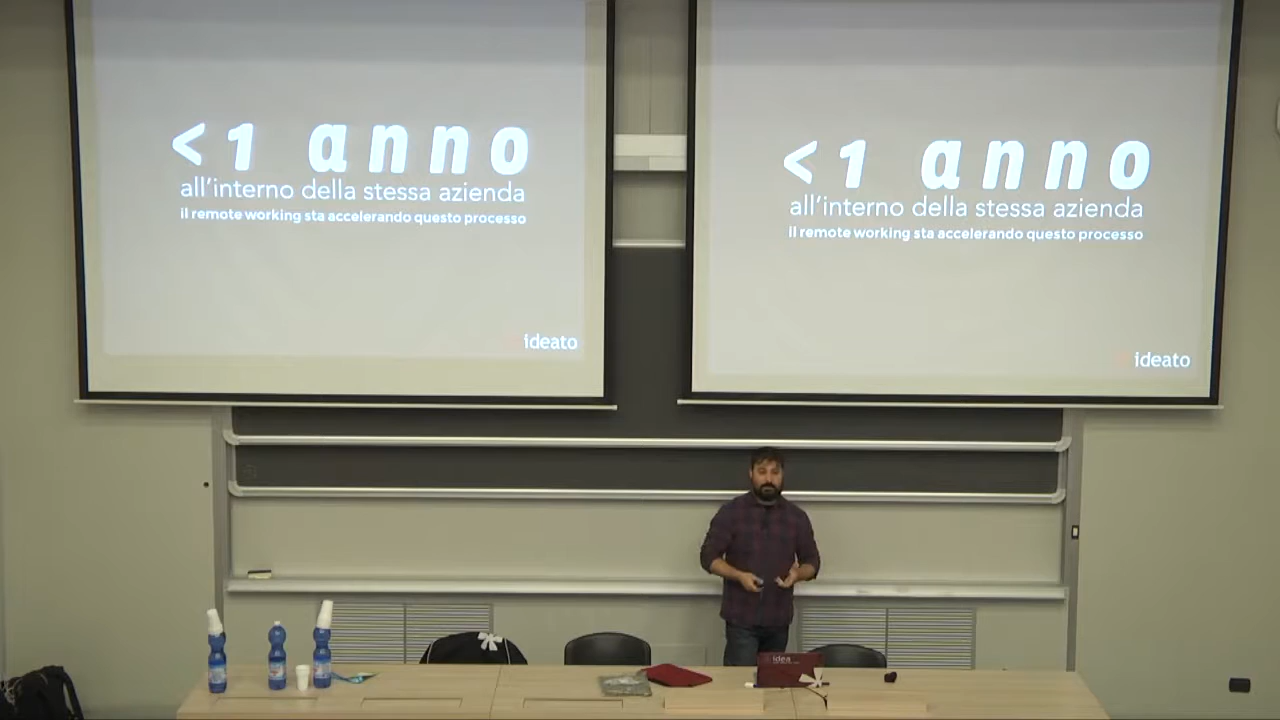 <1 anno
all'interno della stessa azienda
il remote working sta accelerando questo processo
ideato
<1 anno
all'interno della stessa azienda
il remote working sta accelerando questo processo
ideato
idea